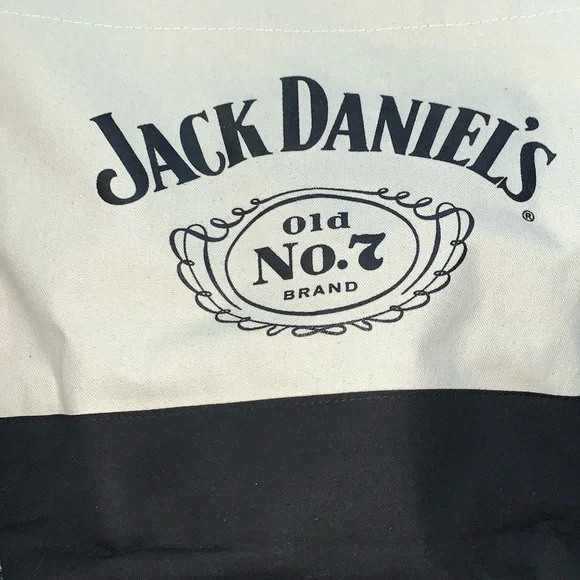 JACK DANIEL'S
®
Old
No.7
BRAND